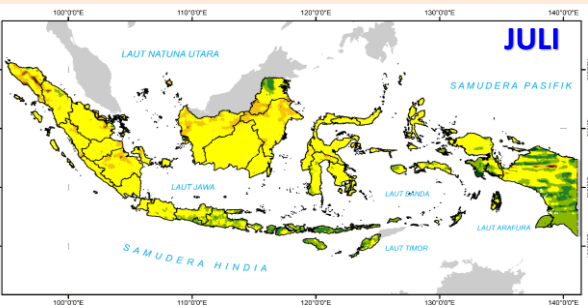 100°0'0"E 110°0'0"E 120°0'0"E 130°0'0"E 140°0'0"E
JULI
LAUT NATUNA UTARA
SAMUDERA PASIFIK
LAUT JAWA
LAUT BANDA
LAUT ARAFURA
LAUT TIMOR
SAMUDERA HINDIA
100°0'0"E 110°0'0"E 120°0'0"E 130°0'0"E 140°0'0"E